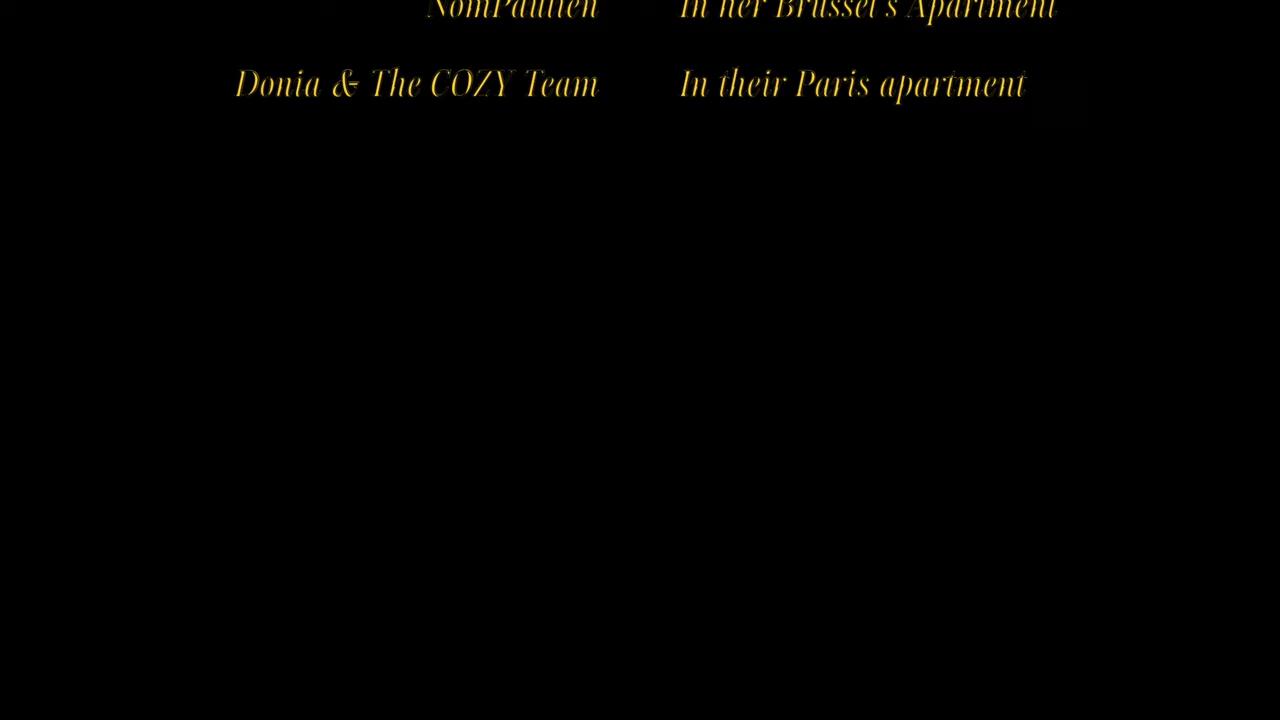 In her Brussel's Apartment
Donia & The COZY Team In their Paris apartment